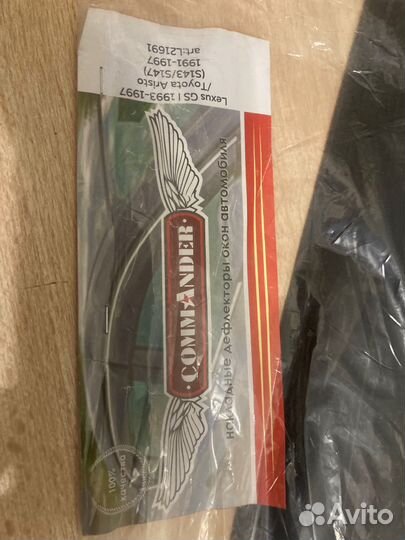 Lexus GS I 1993-1997
/Toyota Aristo
(S143/S147)
1991-1997
art:L21691
COMMANDER
накладные дефлекторы окон автомобиля
100%
качество
Avito